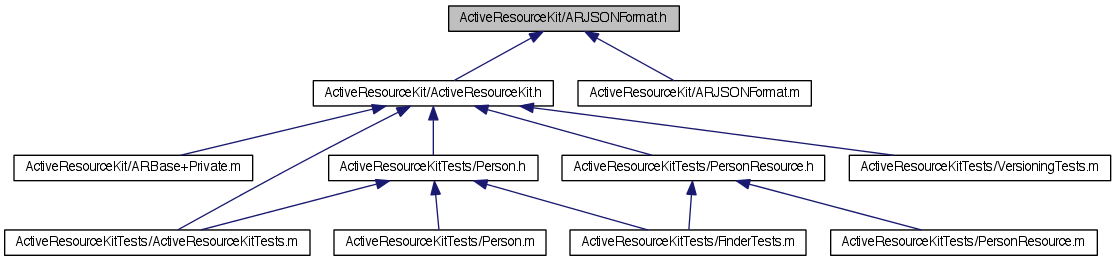 ActiveResourceKit/ARJSONFormat.h
ActiveResourceKit/ActiveResourceKit.h
ActiveResourceKit/ARJSONFormat.m
ActiveResourceKit/ARBase+Private.m
ActiveResourceKitTests/Person.h
ActiveResourceKitTests/PersonResource.h
ActiveResourceKitTests/VersioningTests.m
ActiveResourceKitTests/ActiveResourceKitTests.m
ActiveResourceKitTests/Person.m
ActiveResourceKitTests/FinderTests.m
ActiveResourceKitTests/PersonResource.m